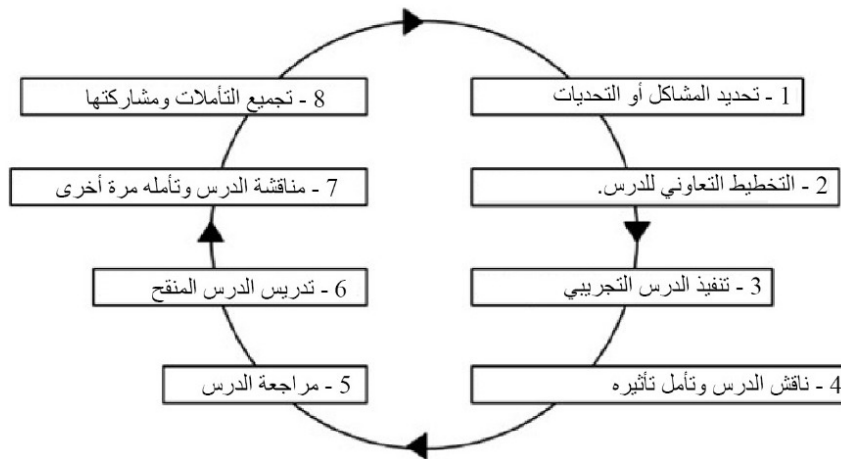 1 - تحديد المشاكل أو التحديات
2 - التخطيط التعاوني للدرس.
3 - تنفيذ الدرس التجريبي
4 - ناقش الدرس وتأمل تأثيره
5 - مراجعة الدرس
6 - تدريس الدرس المنقح
7 - مناقشة الدرس وتأمله مرة أخرى
8 - تجميع التأملات ومشاركتها